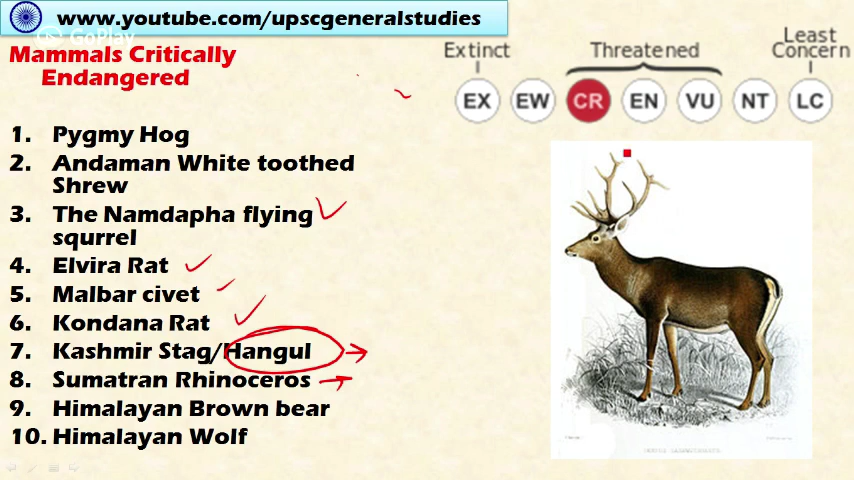 www.youtube.com/upscgeneralstudies
GoPlay
Mammals Critically
Endangered
Extinct
Threatened
Least
Concern
EX EW CR EN VU NT LC
1. Pygmy Hog
2. Andaman White toothed
Shrew
3. The Namdapha flying
squrrel
4. Elvira Rat
5. Malbar civet
6. Kondana Rat
7. Kashmir Stag/Hangul
8. Sumatran Rhinoceros
9. Himalayan Brown bear
10. Himalayan Wolf